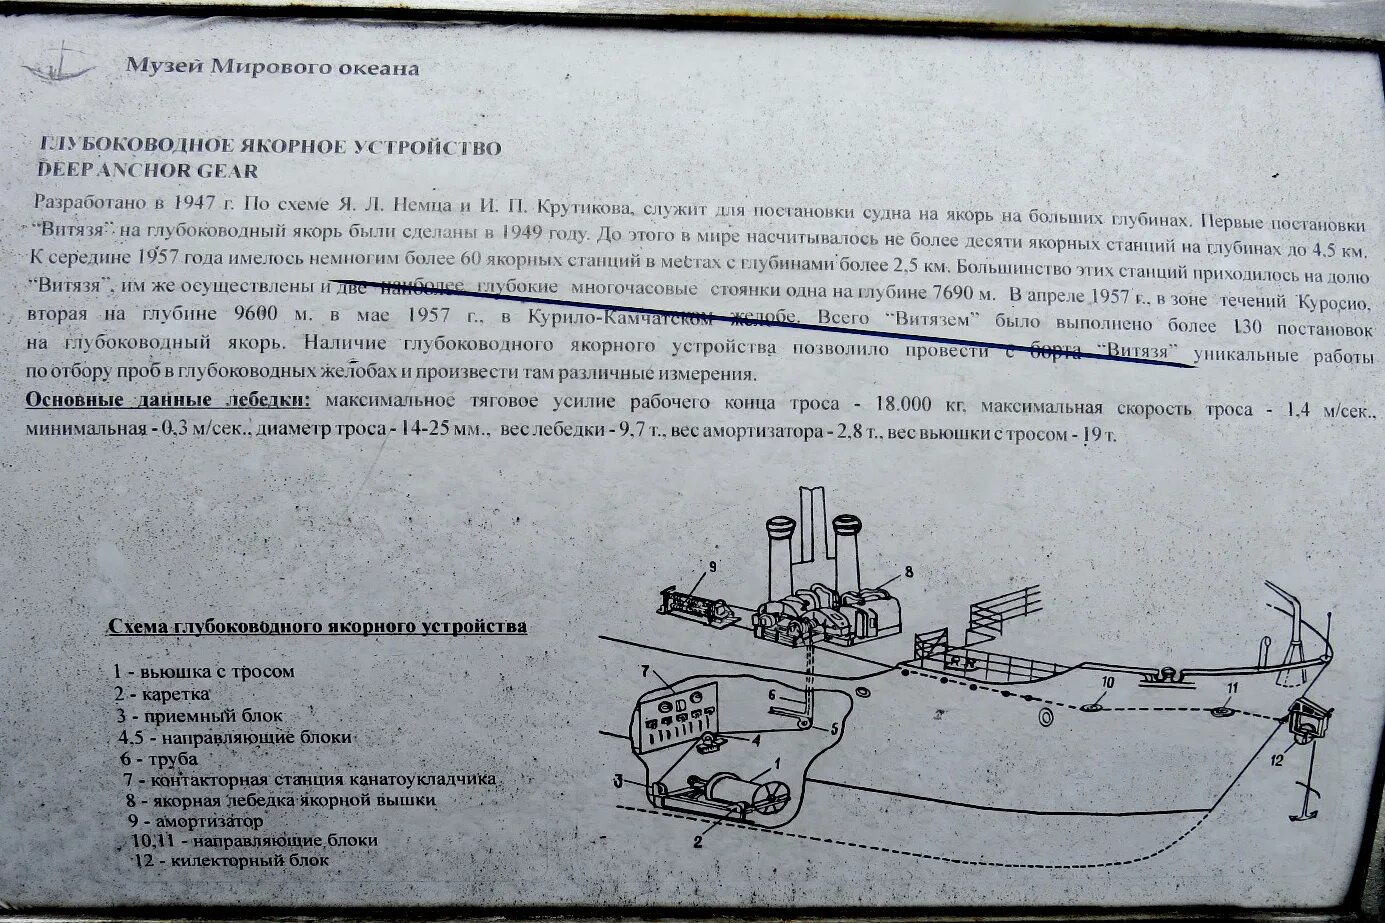 Музей Мирового океана
ГЛУБОКОВОДНОЕ ЯКОРНОЕ УСТРОЙСТВО
DEEP ANCHOR GEAR
Разработано в 1947 г. По схеме Я. Л. Немца и И. П. Крутикова, служит для постановки судна на якорь на больших глубинах. Первые постановки
"Витязя" на глубоководный якорь были сделаны в 1949 году. До этого в мире насчитывалось не более десяти якорных станций на глубинах до 4,5 км.
К середине 1957 года имелось немногим более 60 якорных станций в местах с глубинами более 2,5 км. Большинство этих станций приходилось на долю
"Витязя", им же осуществлены и две наиболее глубокие многочасовые стоянки одна на глубине 7690 м. В апреле 1957 г., в зоне течений Куросио,
вторая на глубине 9600 м. в мае 1957 г., в Курило-Камчатском желобе. Всего "Витязем" было выполнено более 130 постановок
на глубоководный якорь. Наличие глубоководного якорного устройства позволило провести с борта "Витязя" уникальные работы
по отбору проб в глубоководных желобах и произвести там различные измерения.
Основные данные лебедки: максимальное тяговое усилие рабочего конца троса - 18.000 кг, максимальная скорость троса - 1,4 м/сек.,
минимальная - 0,3 м/сек., диаметр троса - 14-25 мм., вес лебедки - 9,7 т., вес амортизатора - 2,8 т., вес вьюшки с тросом - 19 т.
Схема глубоководного якорного устройства
1 - вьюшка с тросом
2 - каретка
3 - приемный блок
4,5 - направляющие блоки
6 - труба
7 - контакторная станция канатоукладчика
8 - якорная лебедка якорной вышки
9 - амортизатор
10,11 - направляющие блоки
12 - килекторный блок
9
8
7
6
5
4
3
1
2
10
11
12